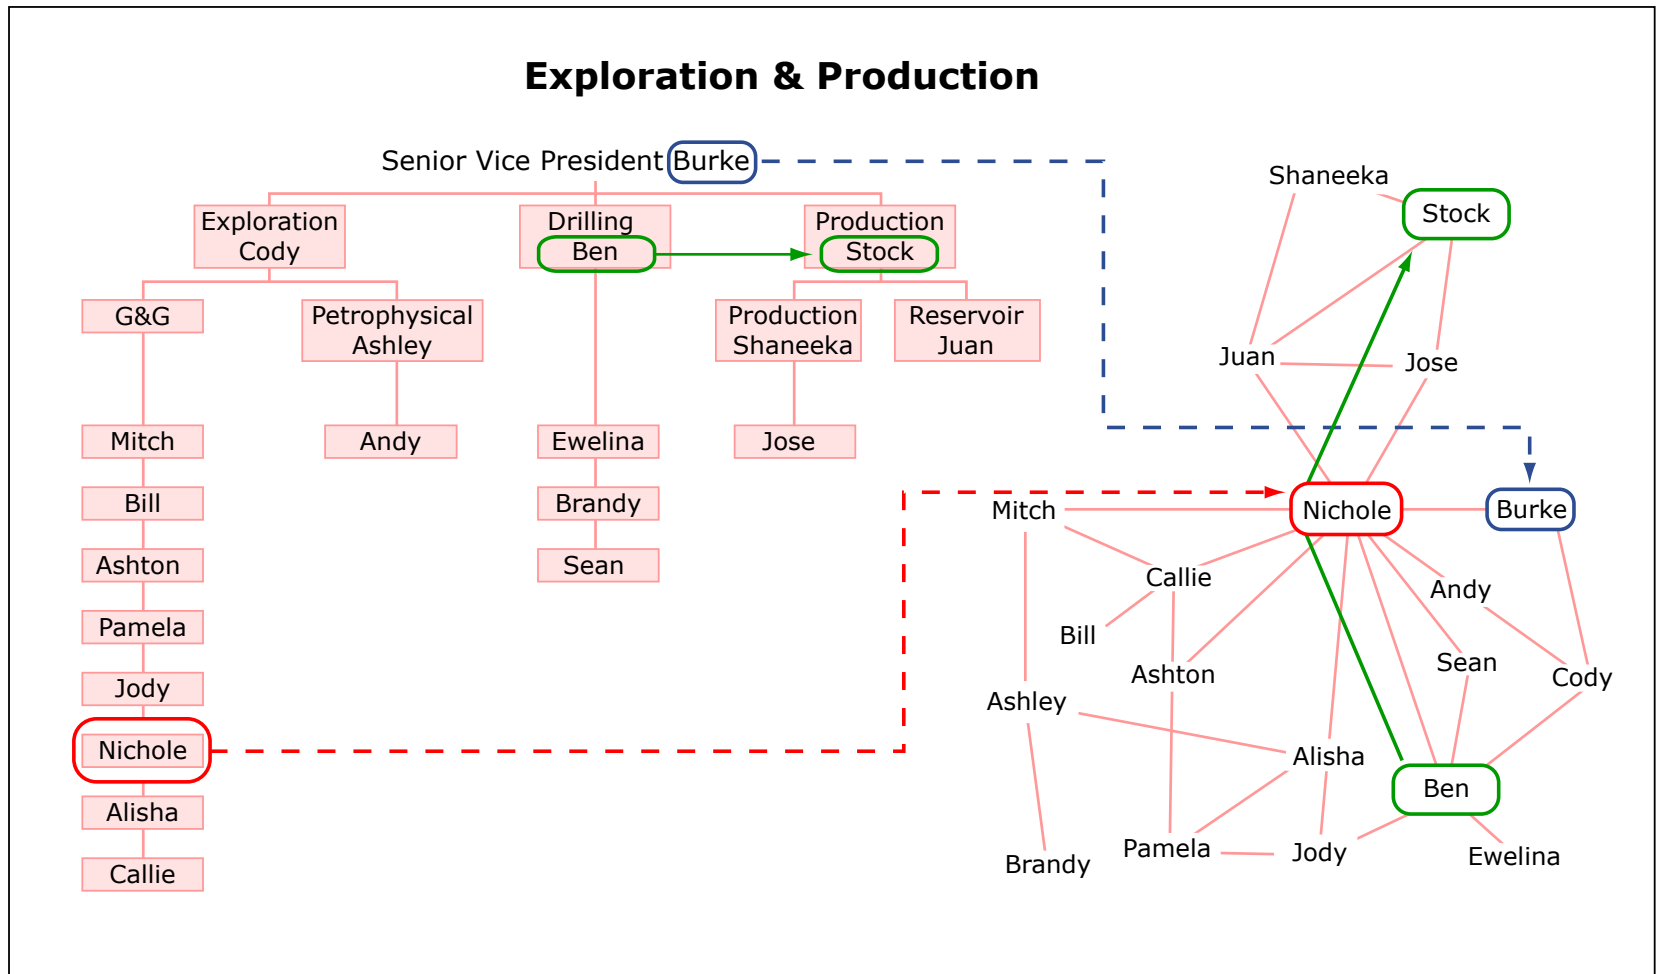 Exploration & Production
Senior Vice President Burke
Exploration
Cody
Drilling
Ben
Production
Stock
G&G
Petrophysical
Ashley
Production
Shaneeka
Reservoir
Juan
Mitch
Andy
Ewelina
Jose
Bill
Brandy
Ashton
Sean
Pamela
Jody
Nichole
Alisha
Callie
Shaneeka
Stock
Juan
Jose
Mitch
Nichole
Burke
Callie
Andy
Bill
Sean
Ashton
Cody
Ashley
Alisha
Ben
Pamela
Jody
Ewelina
Brandy